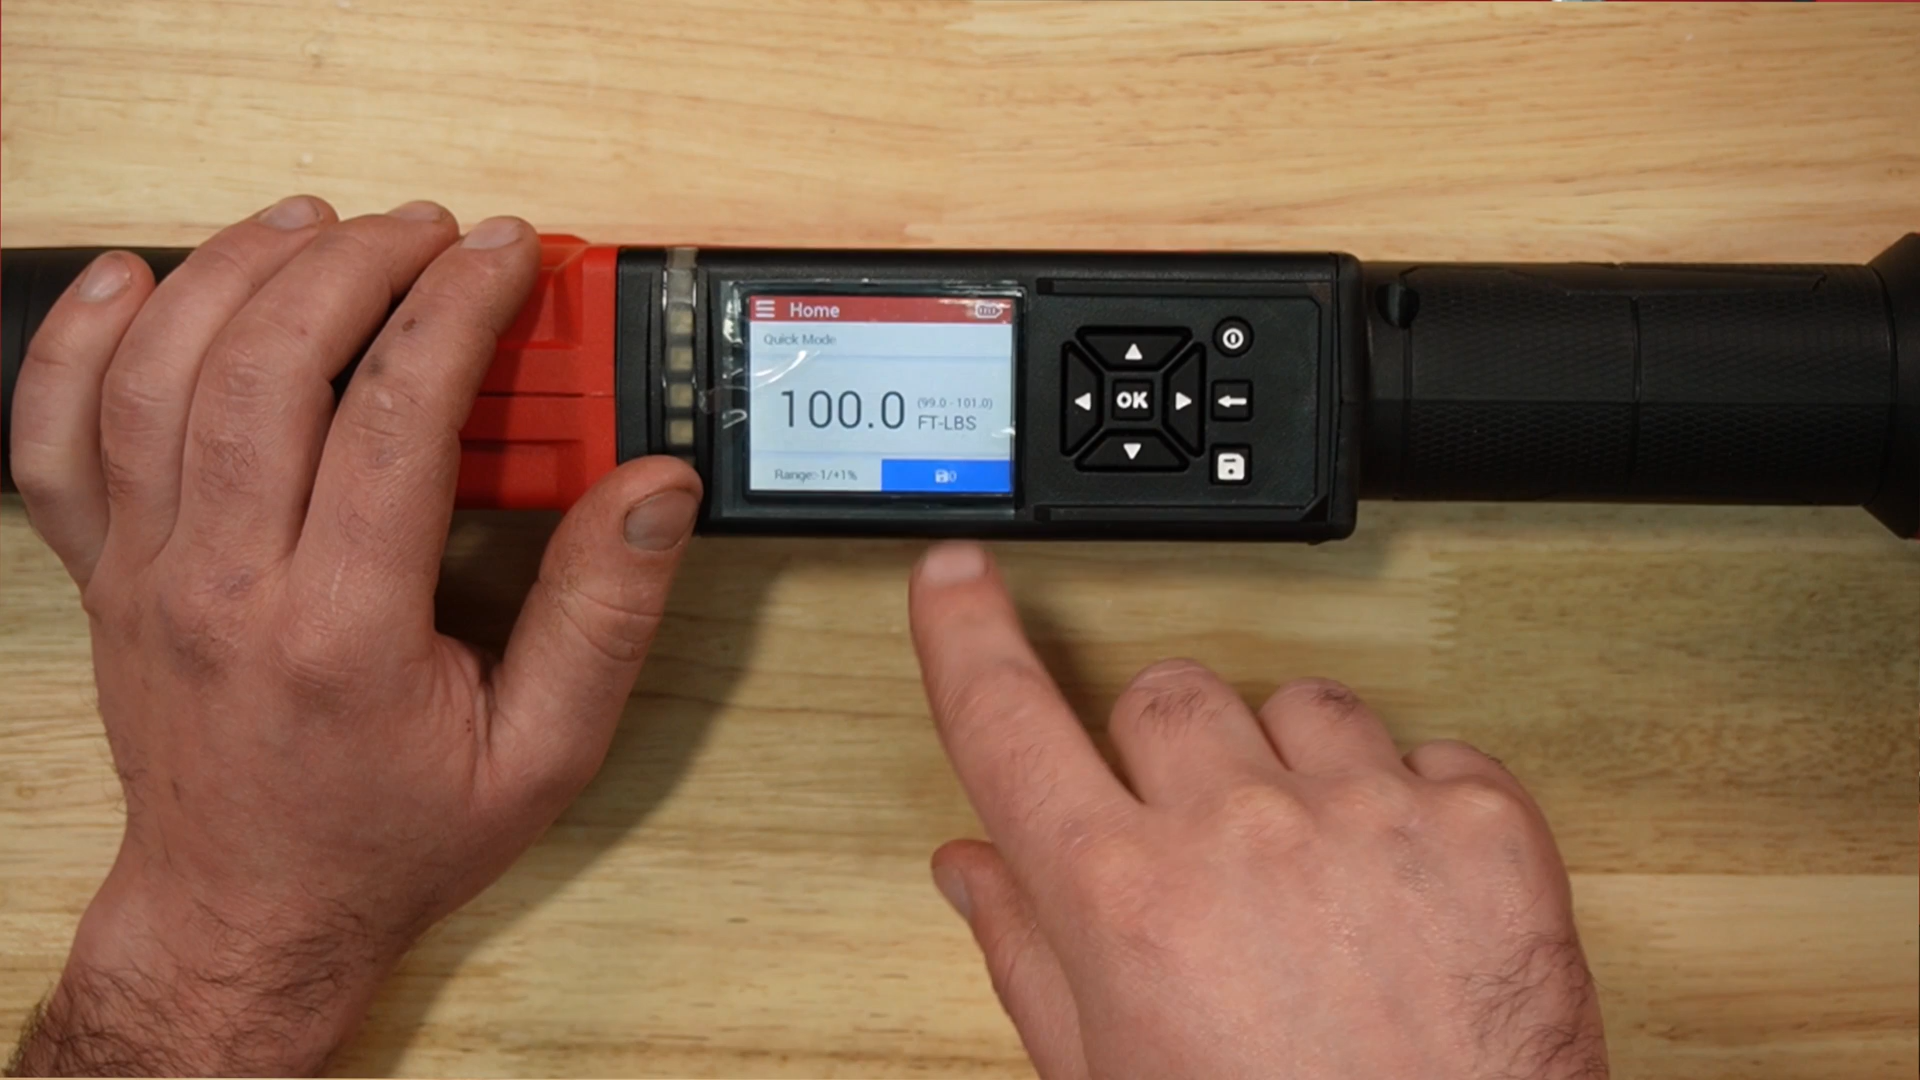 Home
Quick Mode
100.0
(99.0 - 101.0)
FT-LBS
Range:-1/+1%
0
OK